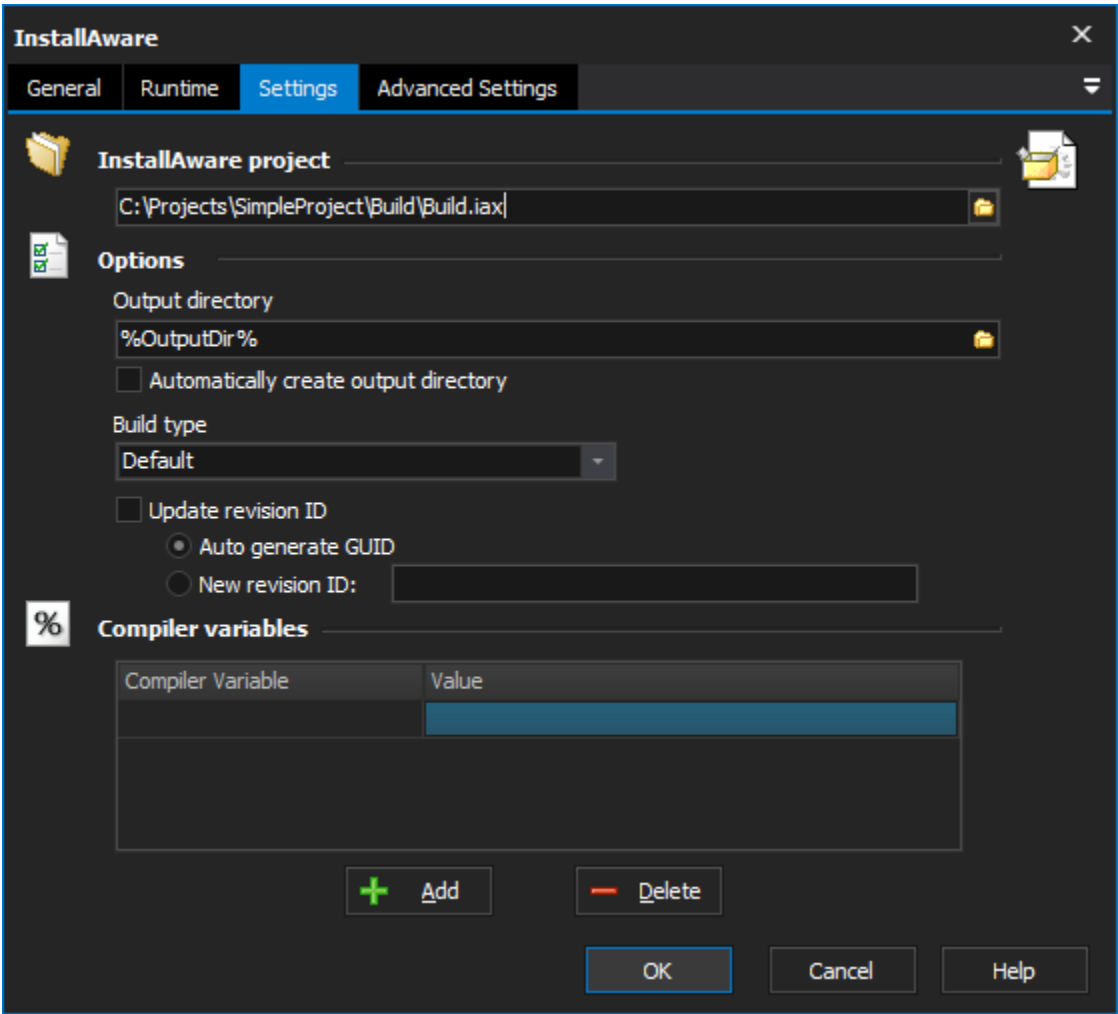 InstallAware
General Runtime Settings Advanced Settings
InstallAware project
C:\Projects\SimpleProject\Build\Build.iax
Options
Output directory
%OutputDir%
Automatically create output directory
Build type
Default
Update revision ID
Auto generate GUID
New revision ID:
%
Compiler variables
Compiler Variable Value
Add Delete
OK Cancel Help